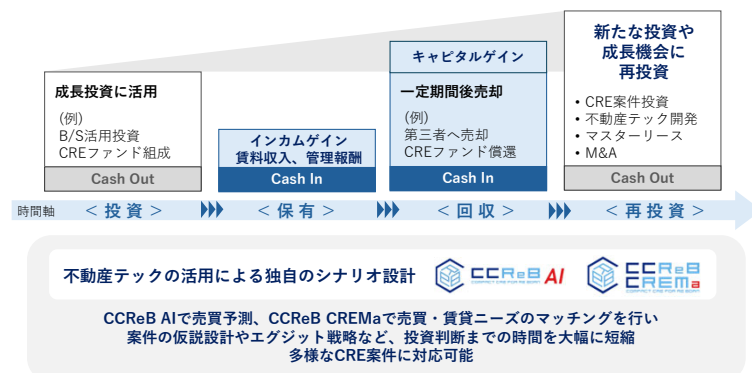 新たな投資や
成長機会に
再投資
• CRE案件投資
• 不動産テック開発
• マスターリース
• M&A
Cash Out
キャピタルゲイン
一定期間後売却
(例)
第三者へ売却
CREファンド償還
Cash In
成長投資に活用
(例)
B/S活用投資
CREファンド組成
Cash Out
インカムゲイン
賃料収入、管理報酬
Cash In
時間軸 <投資> <保有> <回収> <再投資>
不動産テックの活用による独自のシナリオ設計
CCReB AI
COMPACT CRE FOR RE BORN
CCReB
CREMa
COMPACT CRE FOR RE BORN
CCReB AIで売買予測、CCReB CREMaで売買・賃貸ニーズのマッチングを行い
案件の仮説設計やエグジット戦略など、投資判断までの時間を大幅に短縮
多様なCRE案件に対応可能